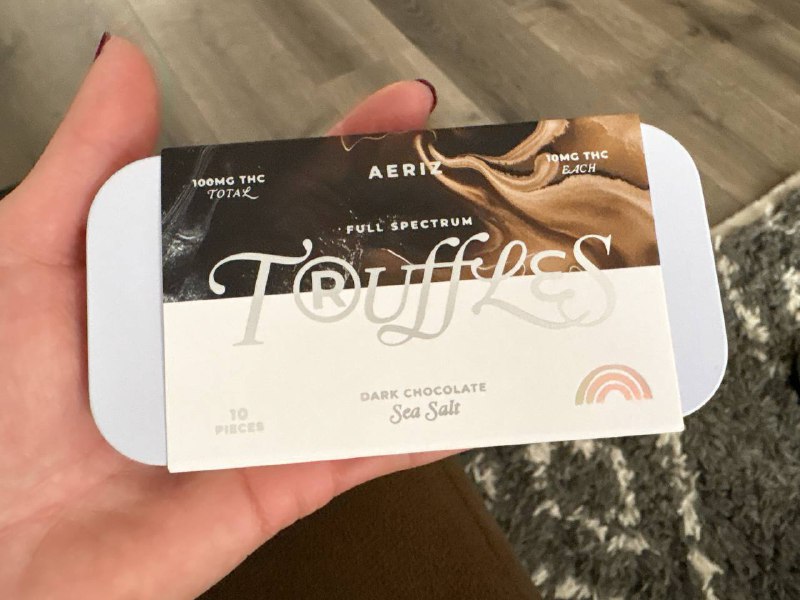 100MG THC
TOTAL
AERIZ
10MG THC
EACH
FULL SPECTRUM
TRuffLES
DARK CHOCOLATE
Sea Salt
10
PIECES